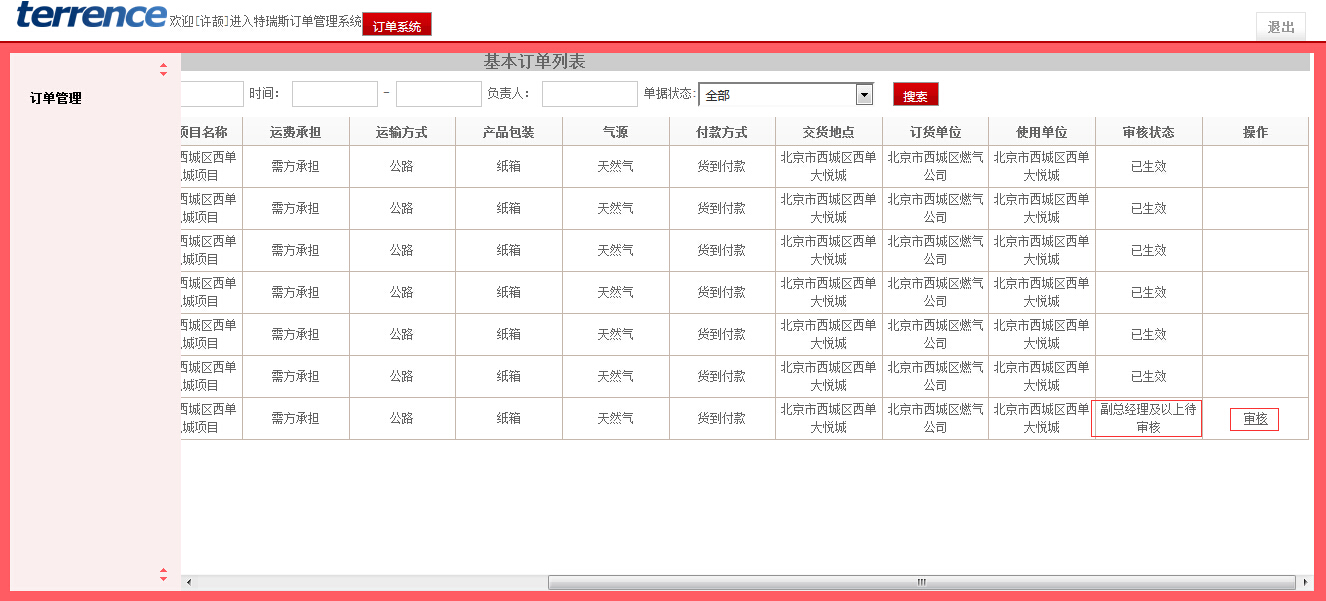 terrence 欢迎[许颉]进入特瑞斯订单管理系统 订单系统 退出
基本订单列表
订单管理
时间: - 负责人: 单据状态: 全部 搜索
项目名称 运费承担 运输方式 产品包装 气源 付款方式 交货地点 订货单位 使用单位 审核状态 操作
西城区西单 北京市西城区西单 北京市西城区燃气 北京市西城区西单
城项目 需方承担 公路 纸箱 天然气 货到付款 大悦城 公司 大悦城 已生效
西城区西单 北京市西城区西单 北京市西城区燃气 北京市西城区西单
城项目 需方承担 公路 纸箱 天然气 货到付款 大悦城 公司 大悦城 已生效
西城区西单 北京市西城区西单 北京市西城区燃气 北京市西城区西单
城项目 需方承担 公路 纸箱 天然气 货到付款 大悦城 公司 大悦城 已生效
西城区西单 北京市西城区西单 北京市西城区燃气 北京市西城区西单
城项目 需方承担 公路 纸箱 天然气 货到付款 大悦城 公司 大悦城 已生效
西城区西单 北京市西城区西单 北京市西城区燃气 北京市西城区西单
城项目 需方承担 公路 纸箱 天然气 货到付款 大悦城 公司 大悦城 已生效
西城区西单 北京市西城区西单 北京市西城区燃气 北京市西城区西单
城项目 需方承担 公路 纸箱 天然气 货到付款 大悦城 公司 大悦城 已生效
西城区西单 北京市西城区西单 北京市西城区燃气 北京市西城区西单 副总经理及以上待
城项目 需方承担 公路 纸箱 天然气 货到付款 大悦城 公司 大悦城 审核 审核